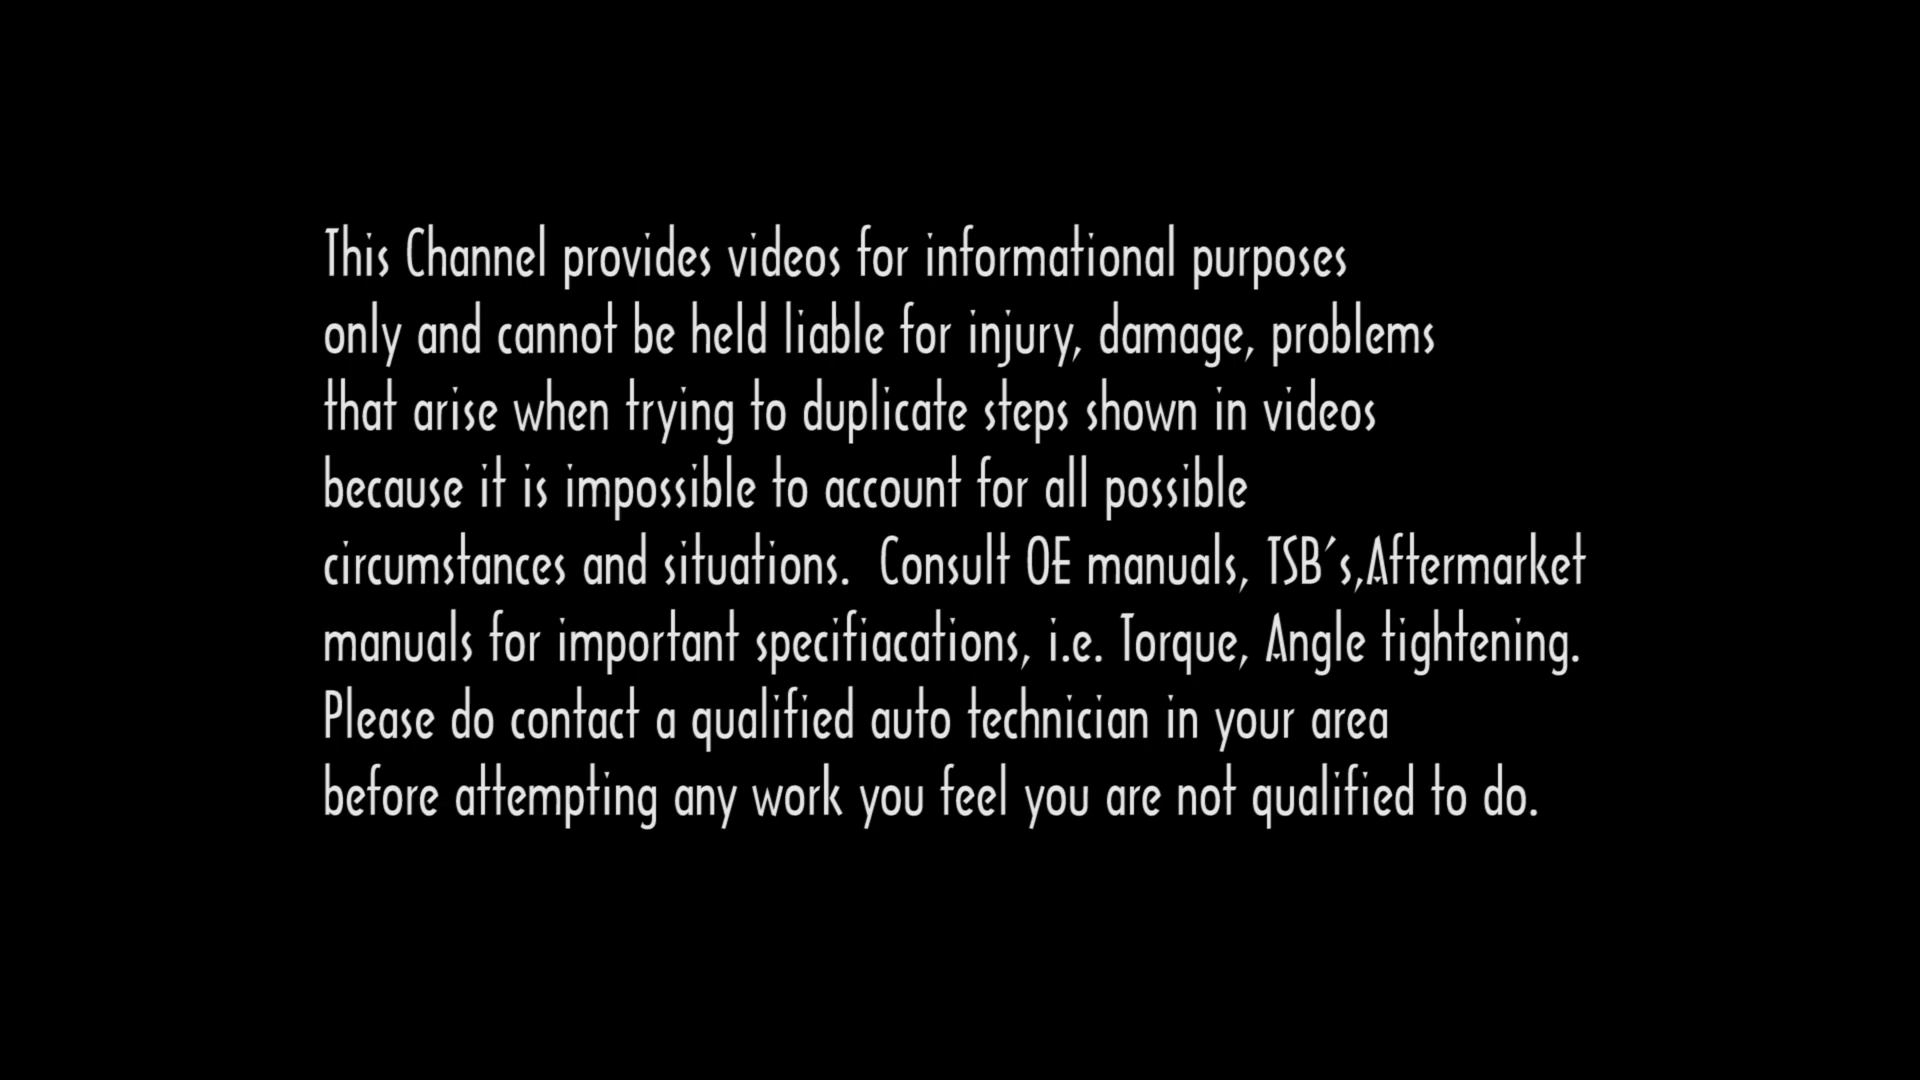 This Channel provides videos for informational purposes
only and cannot be held liable for injury, damage, problems
that arise when trying to duplicate steps shown in videos
because it is impossible to account for all possible
circumstances and situations.  Consult OE manuals, TSB's,Aftermarket
manuals for important specifiacations, i.e. Torque, Angle tightening.
Please do contact a qualified auto technician in your area
before attempting any work you feel you are not qualified to do.